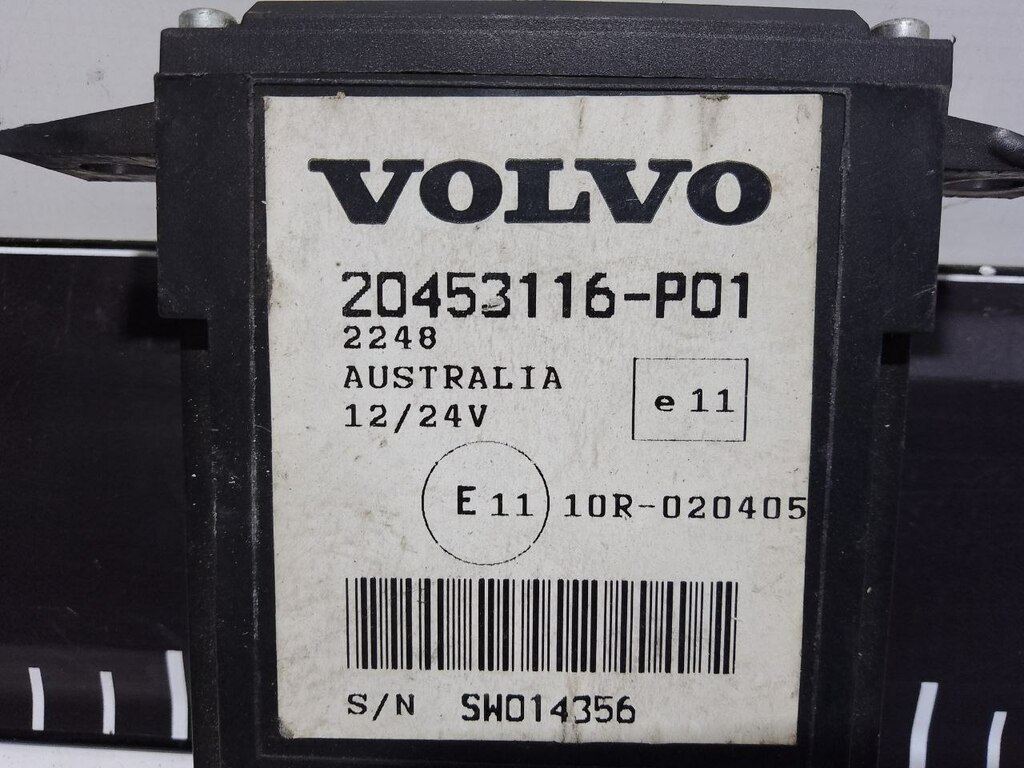 VOLVO
20453116-P01
2248
AUSTRALIA
12/24V
e 11
E 11 10R-020405
S/N SW014356